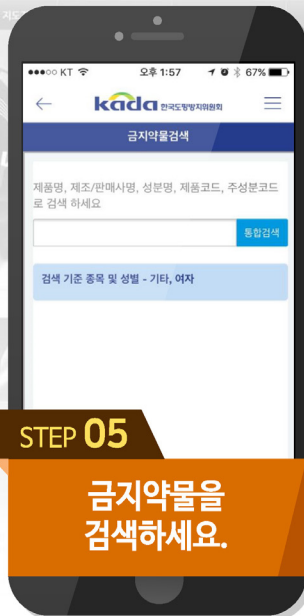 KT 오후 1:57 67%
kada 한국도핑방지위원회
금지약물검색
제품명, 제조/판매사명, 성분명, 제품코드, 주성분코드
로 검색 하세요
통합검색
검색 기준 종목 및 성별 - 기타, 여자
STEP 05
금지약물을
검색하세요.